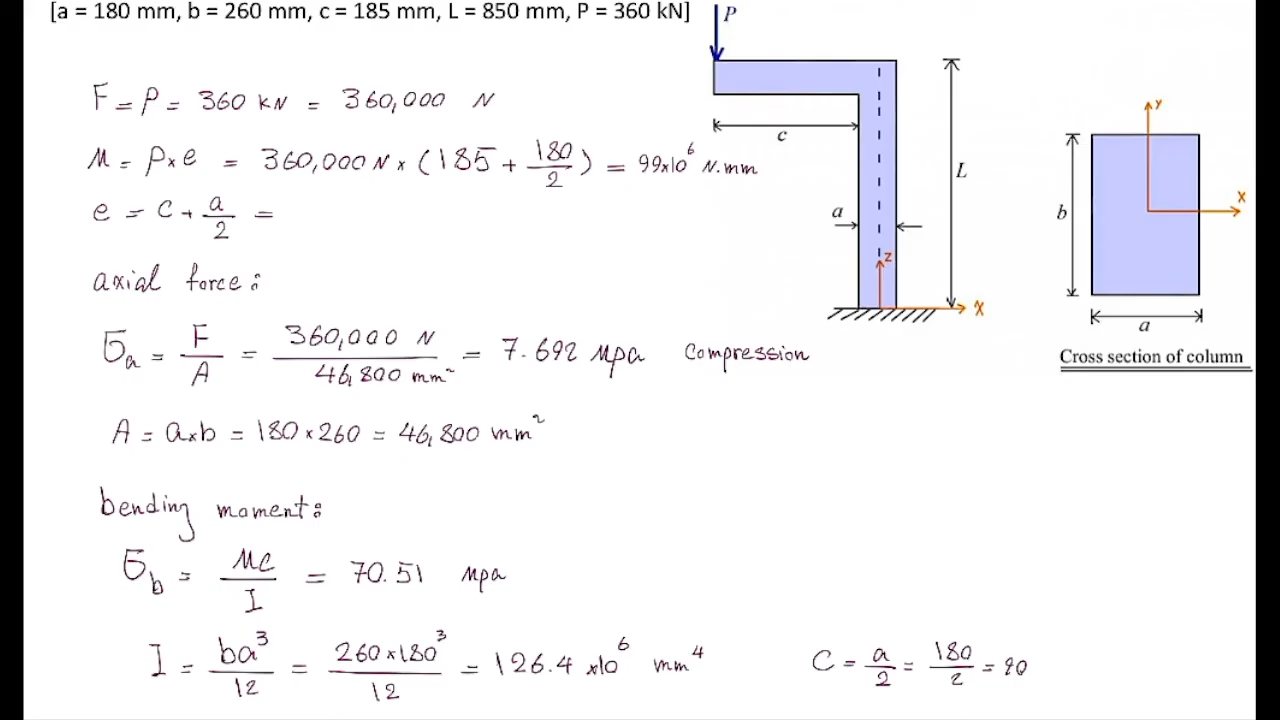 [a = 180 mm, b = 260 mm, c = 185 mm, L = 850 mm, P = 360 kN]
P
F = P = 360 kN = 360,000 N
M = P×e = 360,000 N × (185 + 180/2) = 99×10⁶ N.mm
e = c + a/2 =
c
a
L
z
x
y
x
b
a
Cross section of column
axial force:
σa = F/A = 360,000 N / 46,800 mm² = 7.692 MPa Compression
A = a×b = 180×260 = 46,800 mm²
bending moment:
σb = Mc/I = 70.51 MPa
I = ba³/12 = 260×180³/12 = 126.4 ×10⁶ mm⁴
C = a/2 = 180/2 = 90